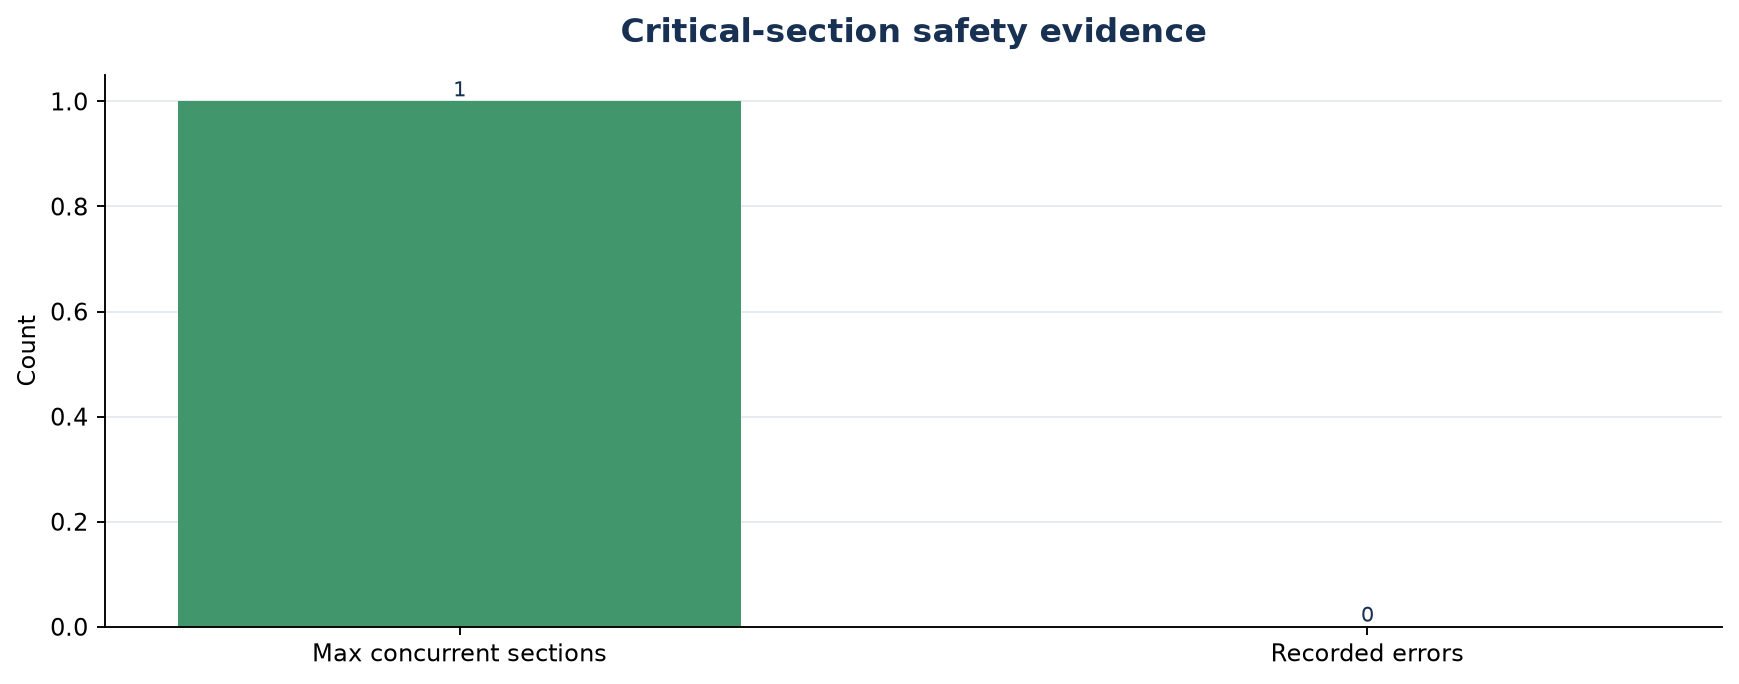 Critical-section safety evidence
1
1.0
0.8
0.6
0.4
0.2
0.0
Count
0
Max concurrent sections
Recorded errors